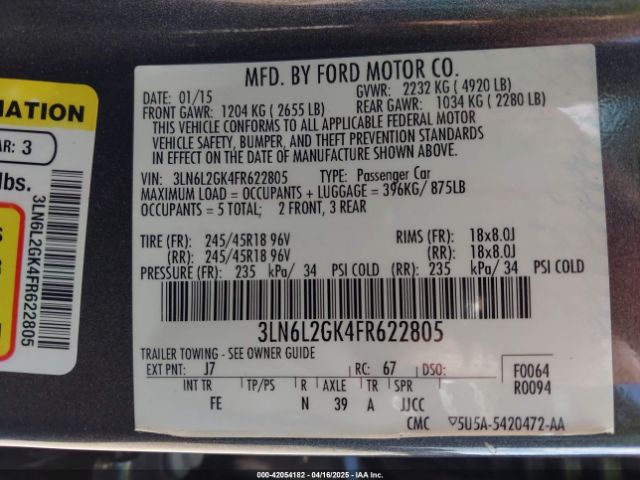 MATION
AR: 3
lbs.
S
R
!
3LN6L2GK4FR622805
MFD. BY FORD MOTOR CO.
DATE: 01/15 GVWR: 2232 KG ( 4920 LB)
FRONT GAWR: 1204 KG ( 2655 LB) REAR GAWR: 1034 KG ( 2280 LB)
THIS VEHICLE CONFORMS TO ALL APPLICABLE FEDERAL MOTOR
VEHICLE SAFETY, BUMPER, AND THEFT PREVENTION STANDARDS
IN EFFECT ON THE DATE OF MANUFACTURE SHOWN ABOVE.
VIN: 3LN6L2GK4FR622805 TYPE: Passenger Car
MAXIMUM LOAD = OCCUPANTS + LUGGAGE = 396KG/ 875LB
OCCUPANTS = 5 TOTAL; 2 FRONT, 3 REAR
TIRE (FR): 245/45R18 96V RIMS (FR): 18x8.0J
(RR): 245/45R18 96V (RR): 18x8.0J
PRESSURE (FR): 235 kPa/ 34 PSI COLD (RR): 235 kPa/ 34 PSI COLD
3LN6L2GK4FR622805
TRAILER TOWING - SEE OWNER GUIDE
EXT PNT: J7 RC: 67 DSO: F0064
R0094
INT TR TP/PS R AXLE TR SPR
FE N 39 A JJCC
CMC ▽5U5A-5420472-AA
000-42054182 - 04/16/2025 - IAA Inc.